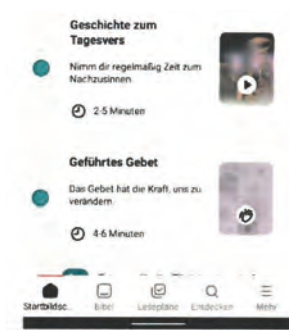 Geschichte zum
Tagesvers
Nimm dir regelmäßig Zeit zum
Nachzusinnen.
2-5 Minuten
Geführtes Gebet
Das Gebet hat die Kraft, uns zu
verändern.
4-6 Minuten
Startbildsc... Bibel Lesepläne Entdecken Mehr